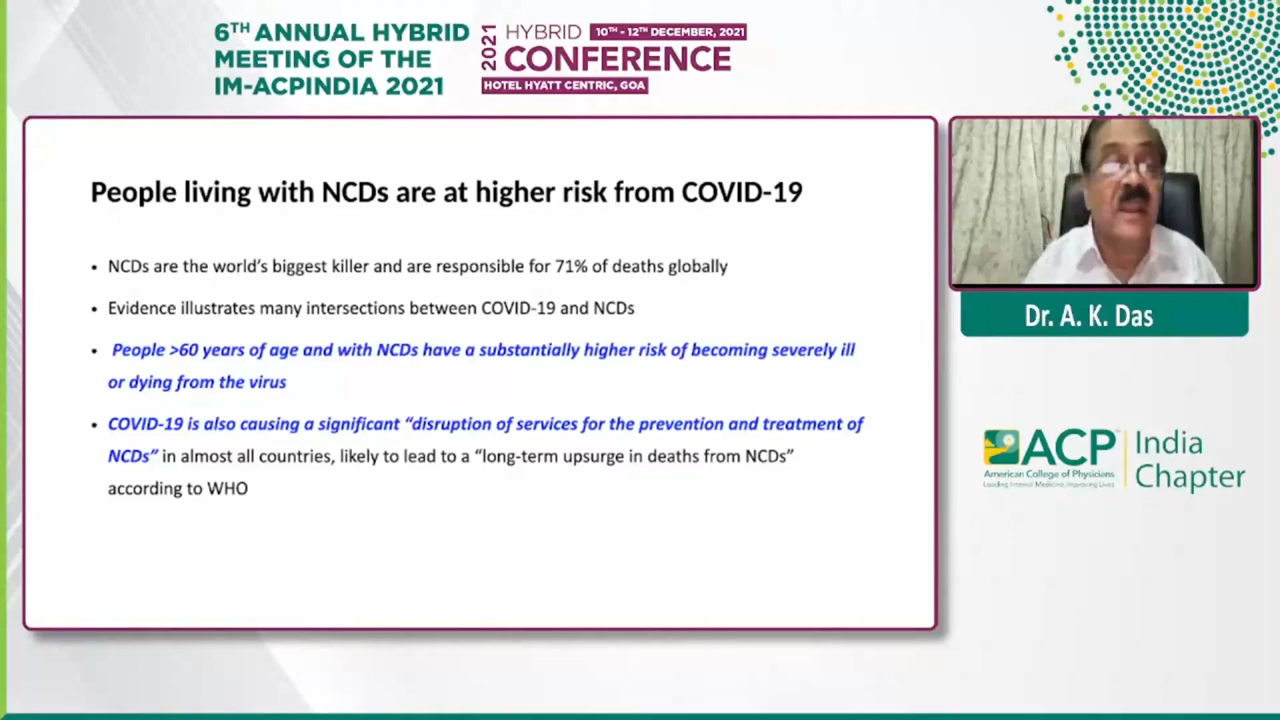 6TH ANNUAL HYBRID
MEETING OF THE
IM-ACPINDIA 2021
2021
HYBRID 10TH - 12TH DECEMBER, 2021
CONFERENCE
HOTEL HYATT CENTRIC, GOA
People living with NCDs are at higher risk from COVID-19
• NCDs are the world's biggest killer and are responsible for 71% of deaths globally
• Evidence illustrates many intersections between COVID-19 and NCDs
• People >60 years of age and with NCDs have a substantially higher risk of becoming severely ill
or dying from the virus
• COVID-19 is also causing a significant “disruption of services for the prevention and treatment of
NCDs” in almost all countries, likely to lead to a “long-term upsurge in deaths from NCDs”
according to WHO
Dr. A. K. Das
ACP
American College of Physicians
Leading Internal Medicine, Improving Lives
India
Chapter